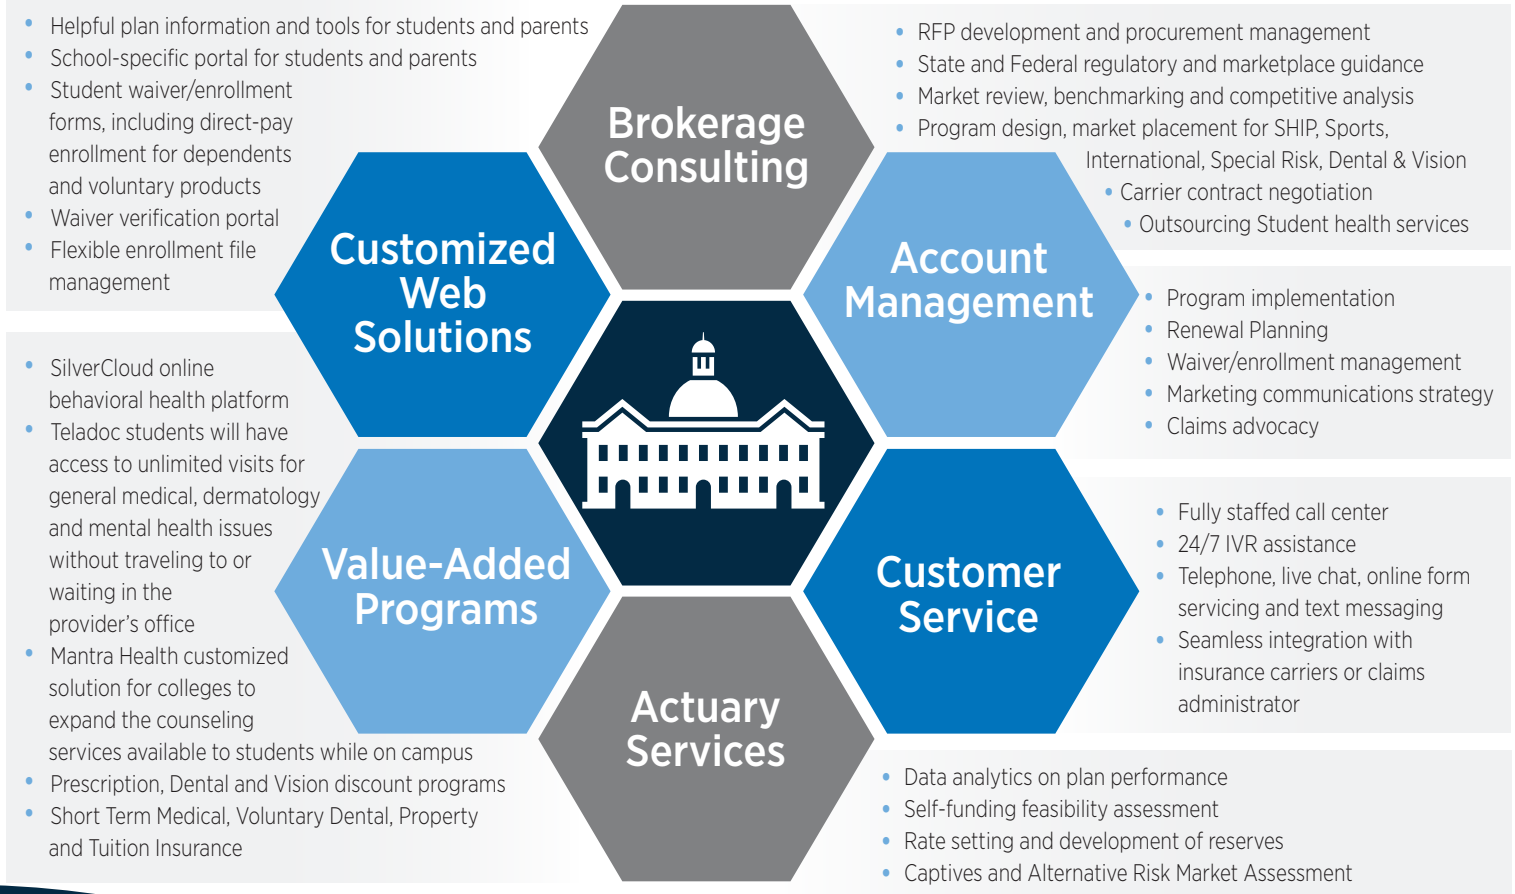 • Helpful plan information and tools for students and parents
• School-specific portal for students and parents
• Student waiver/enrollment
forms, including direct-pay
enrollment for dependents
and voluntary products
• Waiver verification portal
• Flexible enrollment file
management
Customized
Web
Solutions
Brokerage
Consulting
• RFP development and procurement management
• State and Federal regulatory and marketplace guidance
• Market review, benchmarking and competitive analysis
• Program design, market placement for SHIP, Sports,
International, Special Risk, Dental & Vision
• Carrier contract negotiation
• Outsourcing Student health services
Account
Management
• Program implementation
• Renewal Planning
• Waiver/enrollment management
• Marketing communications strategy
• Claims advocacy
• SilverCloud online
behavioral health platform
• Teladoc students will have
access to unlimited visits for
general medical, dermatology
and mental health issues
without traveling to or
waiting in the
provider’s office
• Mantra Health customized
solution for colleges to
expand the counseling
services available to students while on campus
• Prescription, Dental and Vision discount programs
• Short Term Medical, Voluntary Dental, Property
and Tuition Insurance
Value-Added
Programs
Customer
Service
• Fully staffed call center
• 24/7 IVR assistance
• Telephone, live chat, online form
servicing and text messaging
• Seamless integration with
insurance carriers or claims
administrator
Actuary
Services
• Data analytics on plan performance
• Self-funding feasibility assessment
• Rate setting and development of reserves
• Captives and Alternative Risk Market Assessment